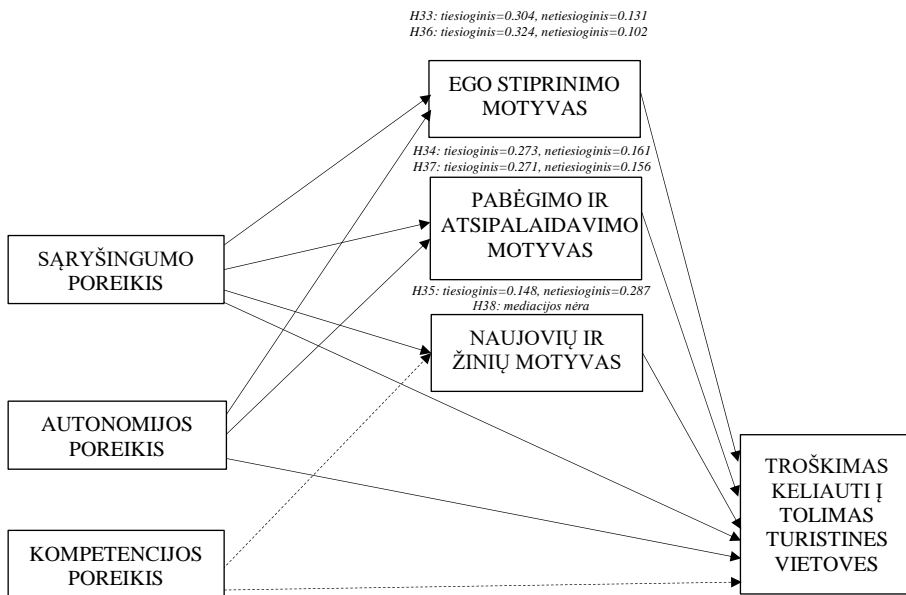 H33: tiesioginis=0.304, netiesioginis=0.131
H36: tiesioginis=0.324, netiesioginis=0.102
EGO STIPRINIMO
MOTYVAS
H34: tiesioginis=0.273, netiesioginis=0.161
H37: tiesioginis=0.271, netiesioginis=0.156
PABĖGIMO IR
ATSIPALAIDAVIMO
MOTYVAS
SĄRYŠINGUMO
POREIKIS
H35: tiesioginis=0.148, netiesioginis=0.287
H38: mediacijos nėra
NAUJOVIŲ IR
ŽINIŲ MOTYVAS
AUTONOMIJOS
POREIKIS
TROŠKIMAS
KELIAUTI Į
TOLIMAS
TURISTINES
VIETOVES
KOMPETENCIJOS
POREIKIS